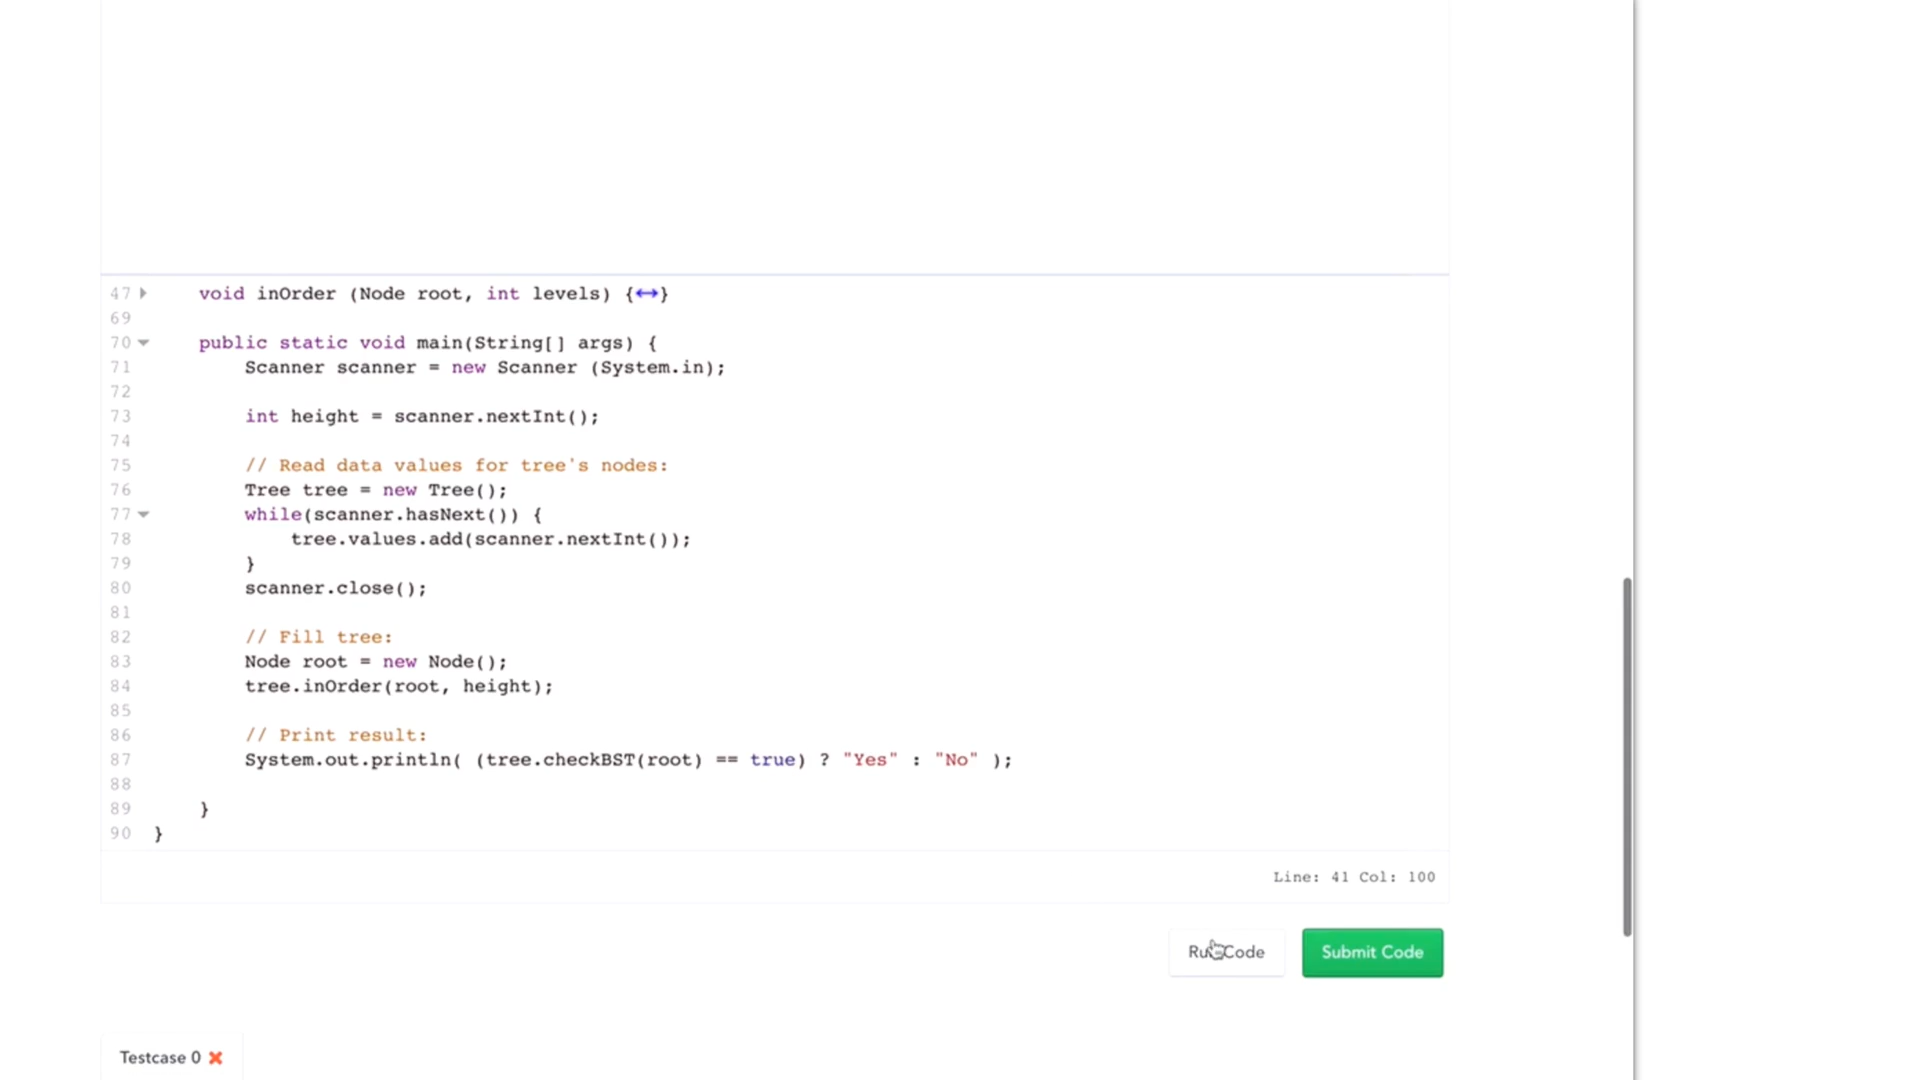 47 void inOrder (Node root, int levels) {↔}
69
70 public static void main(String[] args) {
71 Scanner scanner = new Scanner (System.in);
72
73 int height = scanner.nextInt();
74
75 // Read data values for tree's nodes:
76 Tree tree = new Tree();
77 while(scanner.hasNext()) {
78 tree.values.add(scanner.nextInt());
79 }
80 scanner.close();
81
82 // Fill tree:
83 Node root = new Node();
84 tree.inOrder(root, height);
85
86 // Print result:
87 System.out.println( (tree.checkBST(root) == true) ? "Yes" : "No" );
88
89 }
90 }
Line: 41 Col: 100
Run Code
Submit Code
Testcase 0